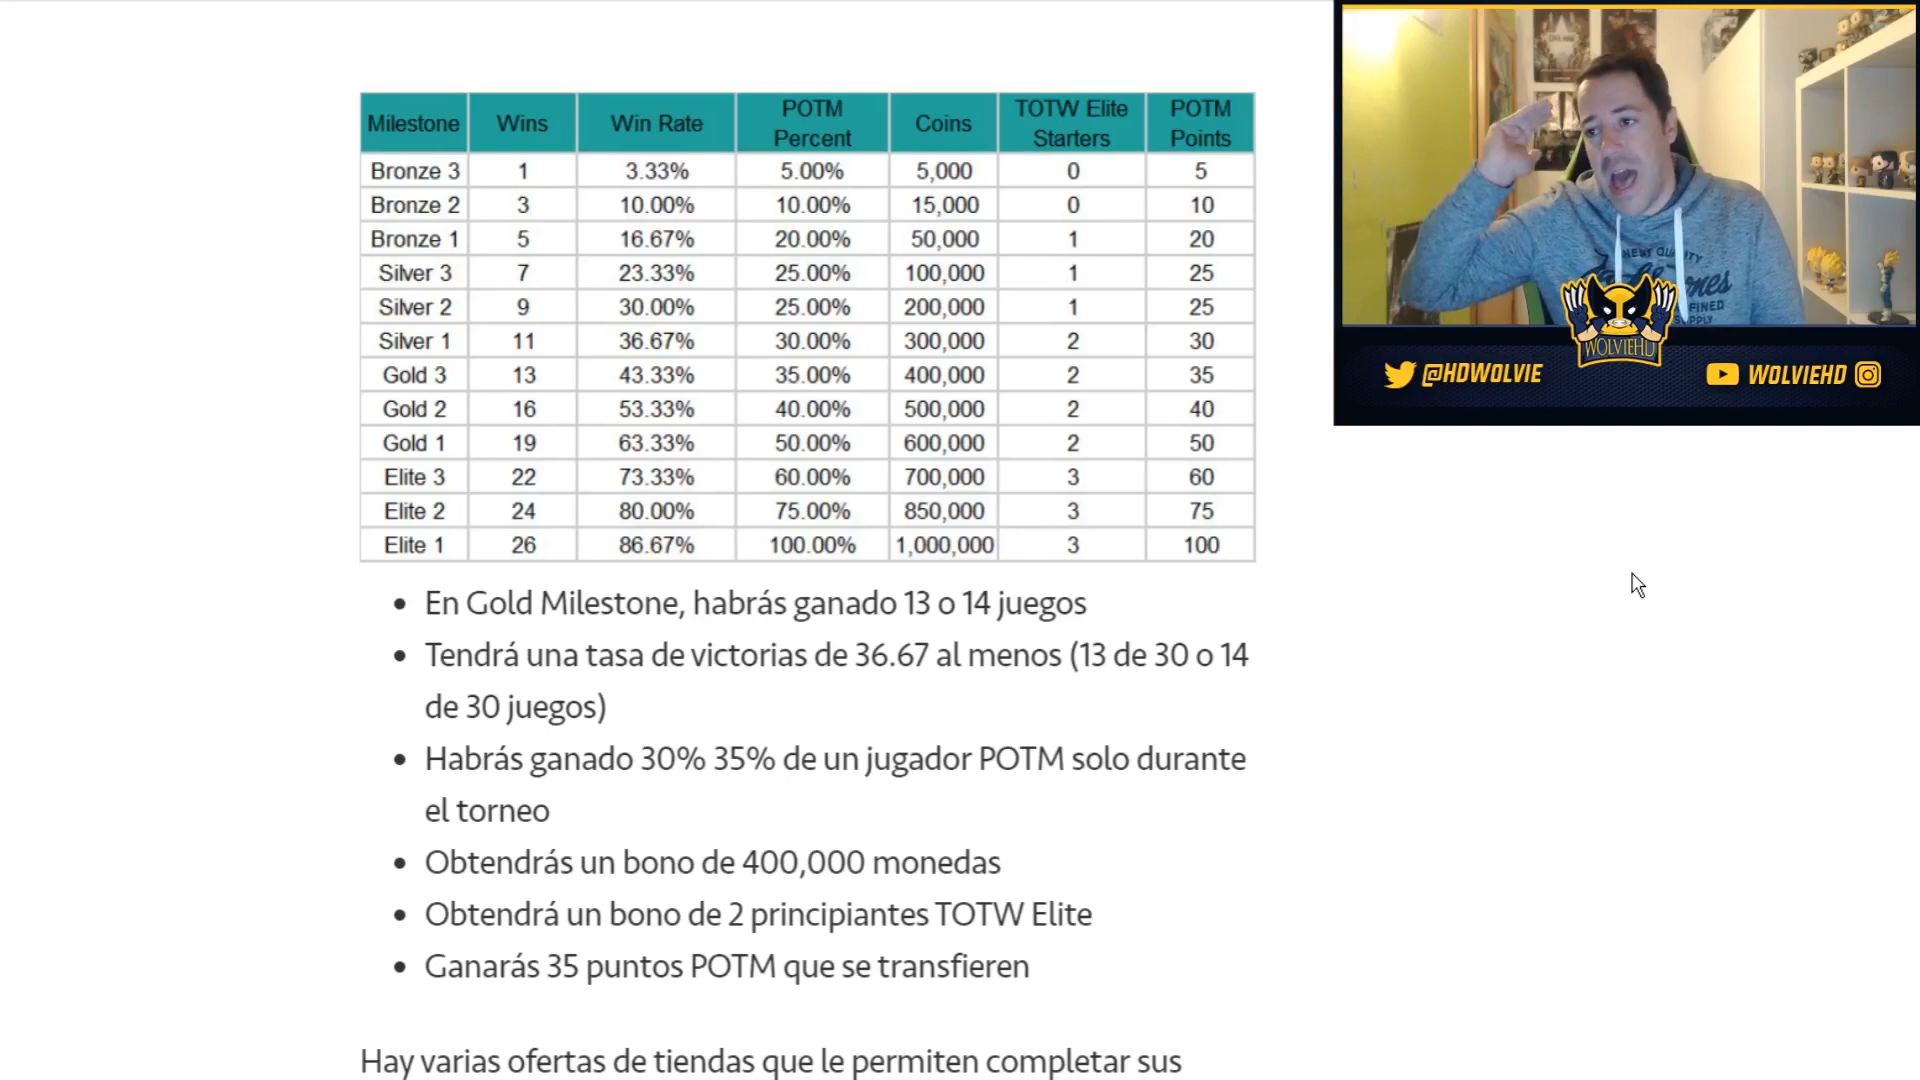 Milestone Wins Win Rate POTM Percent Coins TOTW Elite Starters POTM Points
Bronze 3 1 3.33% 5.00% 5,000 0 5
Bronze 2 3 10.00% 10.00% 15,000 0 10
Bronze 1 5 16.67% 20.00% 50,000 1 20
Silver 3 7 23.33% 25.00% 100,000 1 25
Silver 2 9 30.00% 25.00% 200,000 1 25
Silver 1 11 36.67% 30.00% 300,000 2 30
Gold 3 13 43.33% 35.00% 400,000 2 35
Gold 2 16 53.33% 40.00% 500,000 2 40
Gold 1 19 63.33% 50.00% 600,000 2 50
Elite 3 22 73.33% 60.00% 700,000 3 60
Elite 2 24 80.00% 75.00% 850,000 3 75
Elite 1 26 86.67% 100.00% 1,000,000 3 100
• En Gold Milestone, habrás ganado 13 o 14 juegos
• Tendrá una tasa de victorias de 36.67 al menos (13 de 30 o 14
de 30 juegos)
• Habrás ganado 30% 35% de un jugador POTM solo durante
el torneo
• Obtendrás un bono de 400,000 monedas
• Obtendrá un bono de 2 principiantes TOTW Elite
• Ganarás 35 puntos POTM que se transfieren
Hay varias ofertas de tiendas que le permiten completar sus
WOLVIEHD
@HDWOLVIE
WOLVIEHD